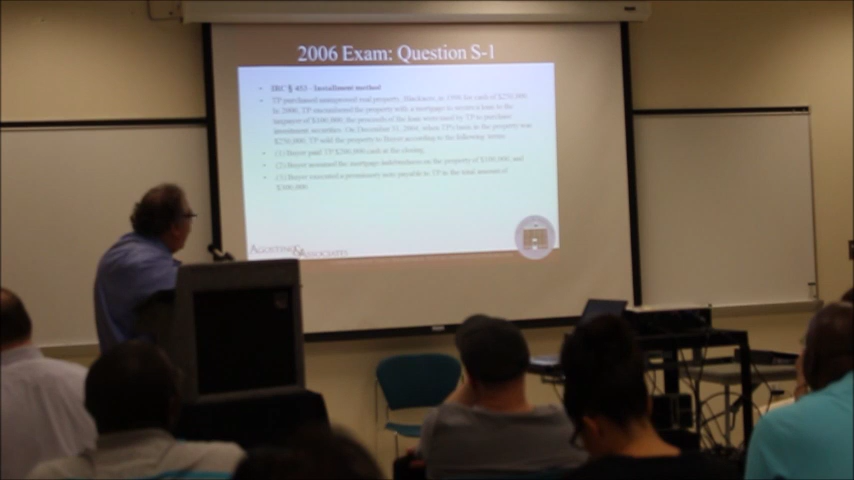 2006 Exam: Question S-1
IRC § 453 - Installment method
TP purchased unimproved real property, Blackacre, in 1998 for cash of $250,000.
In 2000, TP encumbered the property with a mortgage to secure a loan to the
taxpayer of $100,000, the proceeds of the loan were used by TP to purchase
investment securities. On December 31, when TP's basis in the property was
$250,000, TP sold the property to Buyer according to the following terms:
(1) Buyer paid TP $200,000 cash at the closing,
(2) Buyer assumed the mortgage indebtedness on the property of $100,000, and
(3) Buyer executed a promissory note payable to TP in the total amount of
$300,000.
AGOSTINO & ASSOCIATES